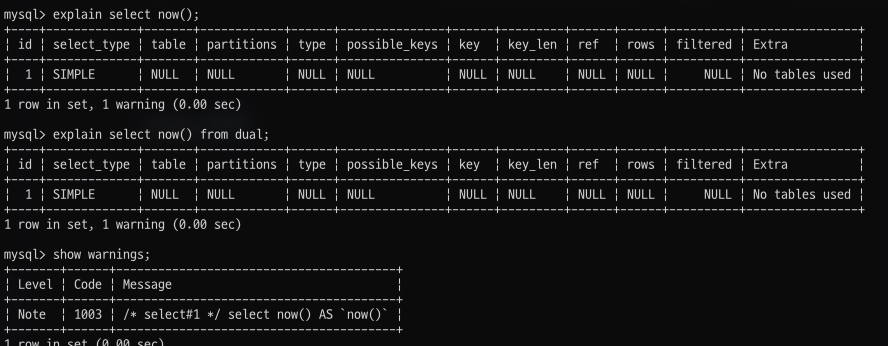 mysql> explain select now();
+----+-------------+-------+------------+------+---------------+------+---------+------+------+----------+----------------+
| id | select_type | table | partitions | type | possible_keys | key  | key_len | ref  | rows | filtered | Extra          |
+----+-------------+-------+------------+------+---------------+------+---------+------+------+----------+----------------+
|  1 | SIMPLE      | NULL  | NULL       | NULL | NULL          | NULL | NULL    | NULL | NULL |     NULL | No tables used |
+----+-------------+-------+------------+------+---------------+------+---------+------+------+----------+----------------+
1 row in set, 1 warning (0.00 sec)
mysql> explain select now() from dual;
+----+-------------+-------+------------+------+---------------+------+---------+------+------+----------+----------------+
| id | select_type | table | partitions | type | possible_keys | key  | key_len | ref  | rows | filtered | Extra          |
+----+-------------+-------+------------+------+---------------+------+---------+------+------+----------+----------------+
|  1 | SIMPLE      | NULL  | NULL       | NULL | NULL          | NULL | NULL    | NULL | NULL |     NULL | No tables used |
+----+-------------+-------+------------+------+---------------+------+---------+------+------+----------+----------------+
1 row in set, 1 warning (0.00 sec)
mysql> show warnings;
+-------+------+----------------------------------------+
| Level | Code | Message                                |
+-------+------+----------------------------------------+
| Note  | 1003 | /* select#1 */ select now() AS `now()` |
+-------+------+----------------------------------------+
1 row in set (0.00 sec)